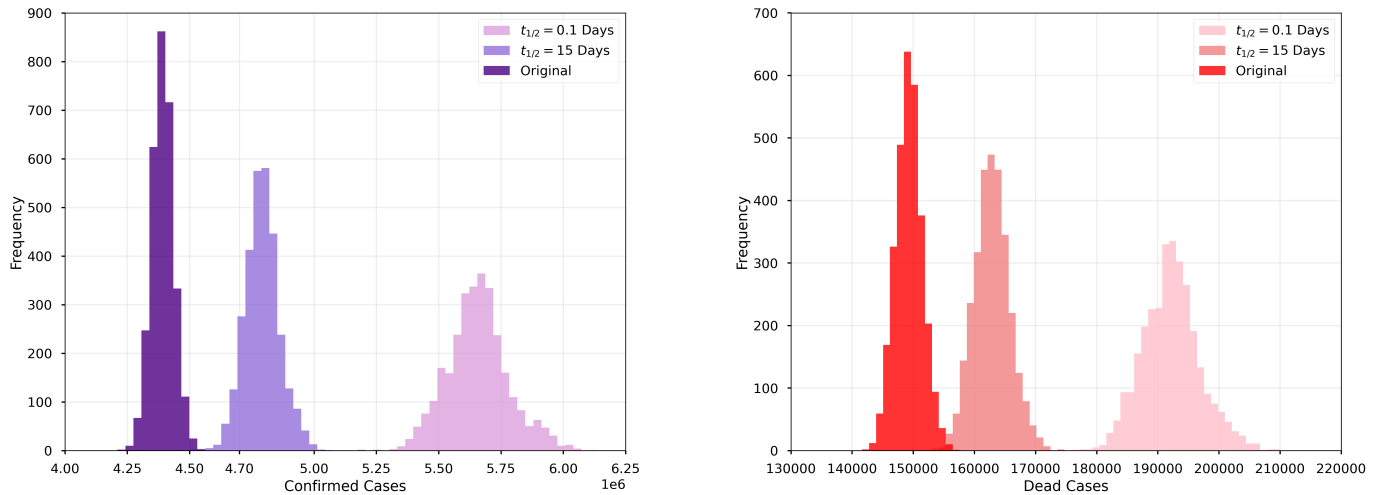 900
800
700
600
500
400
300
200
100
0
Frequency
4.00 4.25 4.50 4.70 5.00 5.25 5.50 5.75 6.00 6.25
1e6
Confirmed Cases
t1/2 = 0.1 Days
t1/2 = 15 Days
Original
700
600
500
400
300
200
100
0
Frequency
130000 140000 150000 160000 170000 180000 190000 200000 210000 220000
Dead Cases
t1/2 = 0.1 Days
t1/2 = 15 Days
Original